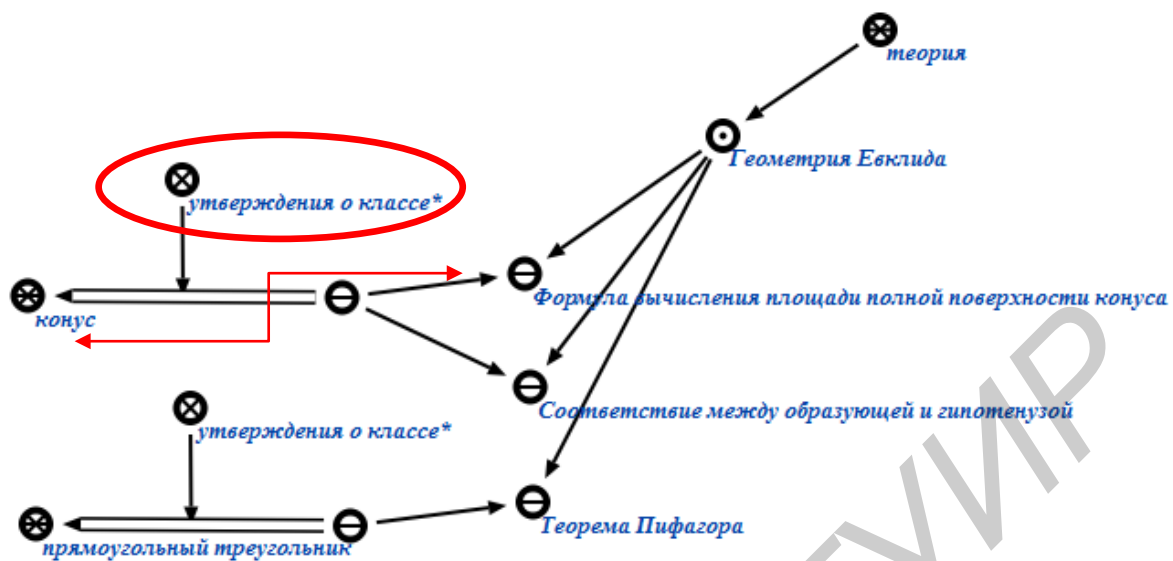 теория
Геометрия Евклида
утверждения о классе*
Формула вычисления площади полной поверхности конуса
конус
Соответствие между образующей и гипотенузой
утверждения о классе*
Теорема Пифагора
прямоугольный треугольник
ГУИР